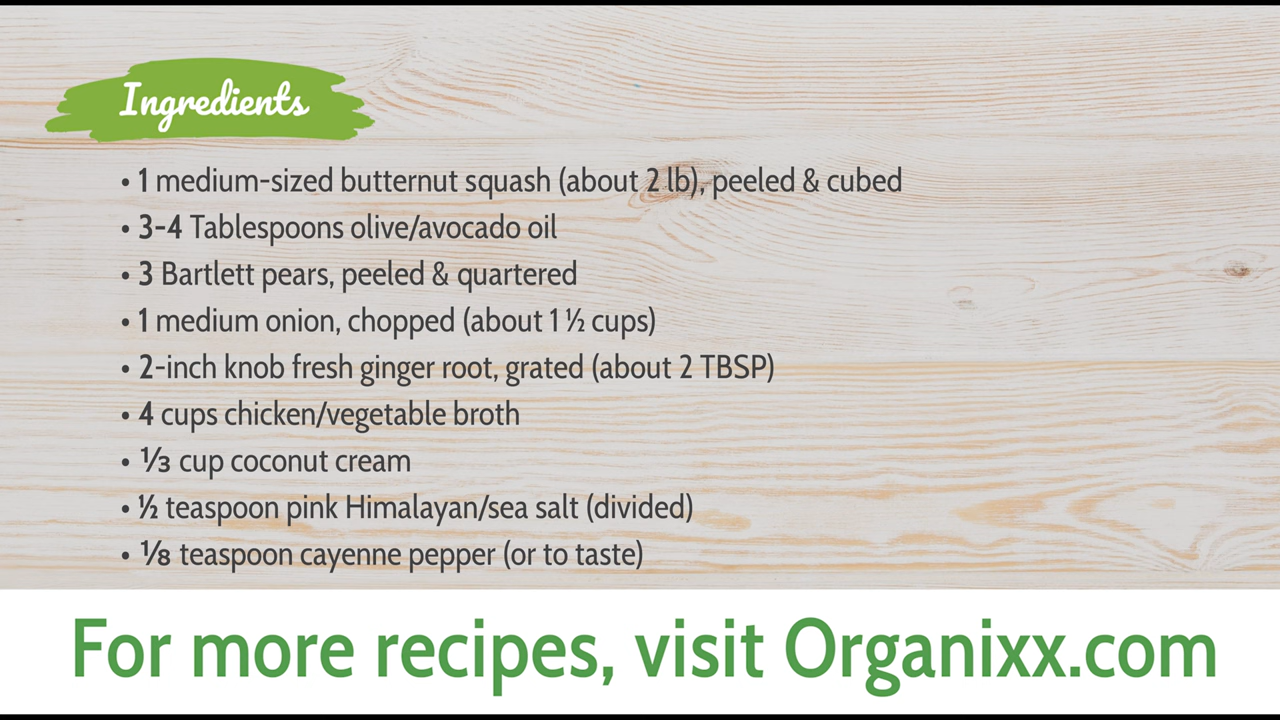 Ingredients
• 1 medium-sized butternut squash (about 2 lb), peeled & cubed
• 3-4 Tablespoons olive/avocado oil
• 3 Bartlett pears, peeled & quartered
• 1 medium onion, chopped (about 1 ½ cups)
• 2-inch knob fresh ginger root, grated (about 2 TBSP)
• 4 cups chicken/vegetable broth
• ⅓ cup coconut cream
• ½ teaspoon pink Himalayan/sea salt (divided)
• ⅛ teaspoon cayenne pepper (or to taste)
For more recipes, visit Organixx.com